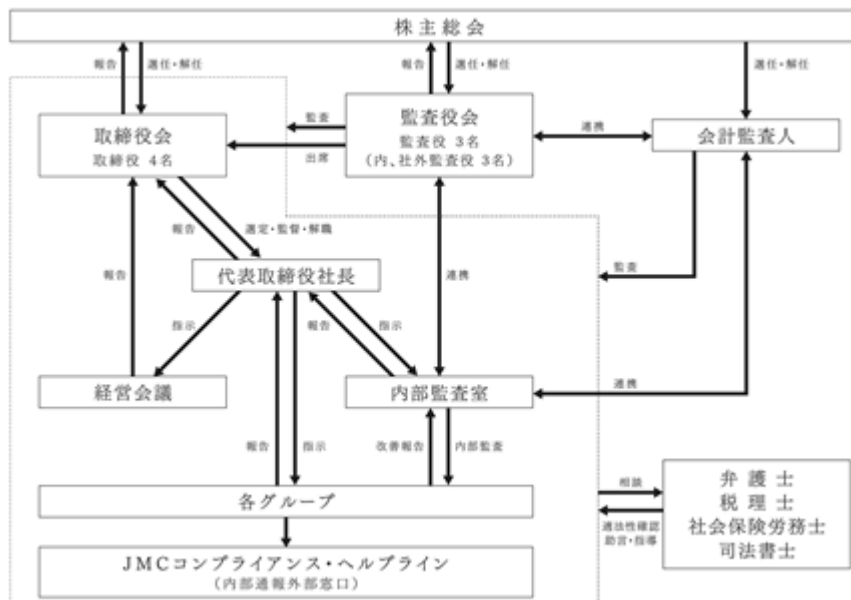 株主総会
報告
選任・解任
報告
選任・解任
選任・解任
取締役会
取締役 4名
監査
出席
監査役会
監査役 3名
(内、社外監査役 3名)
連携
会計監査人
報告
選定・監督・解職
報告
連携
監査
代表取締役社長
指示
報告
指示
経営会議
内部監査室
連携
報告
指示
改善報告
内部監査
各グループ
相談
適法性確認
助言・指導
弁護士
税理士
社会保険労務士
司法書士
JMCコンプライアンス・ヘルプライン
(内部通報外部窓口)